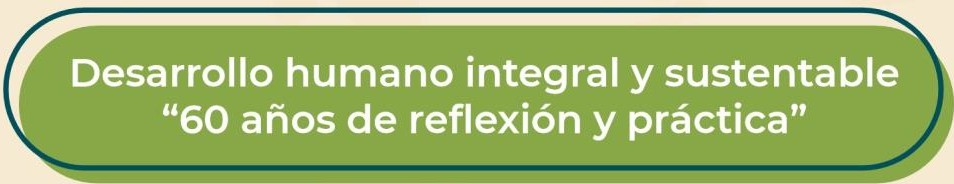 Desarrollo humano integral y sustentable
“60 años de reflexión y práctica”